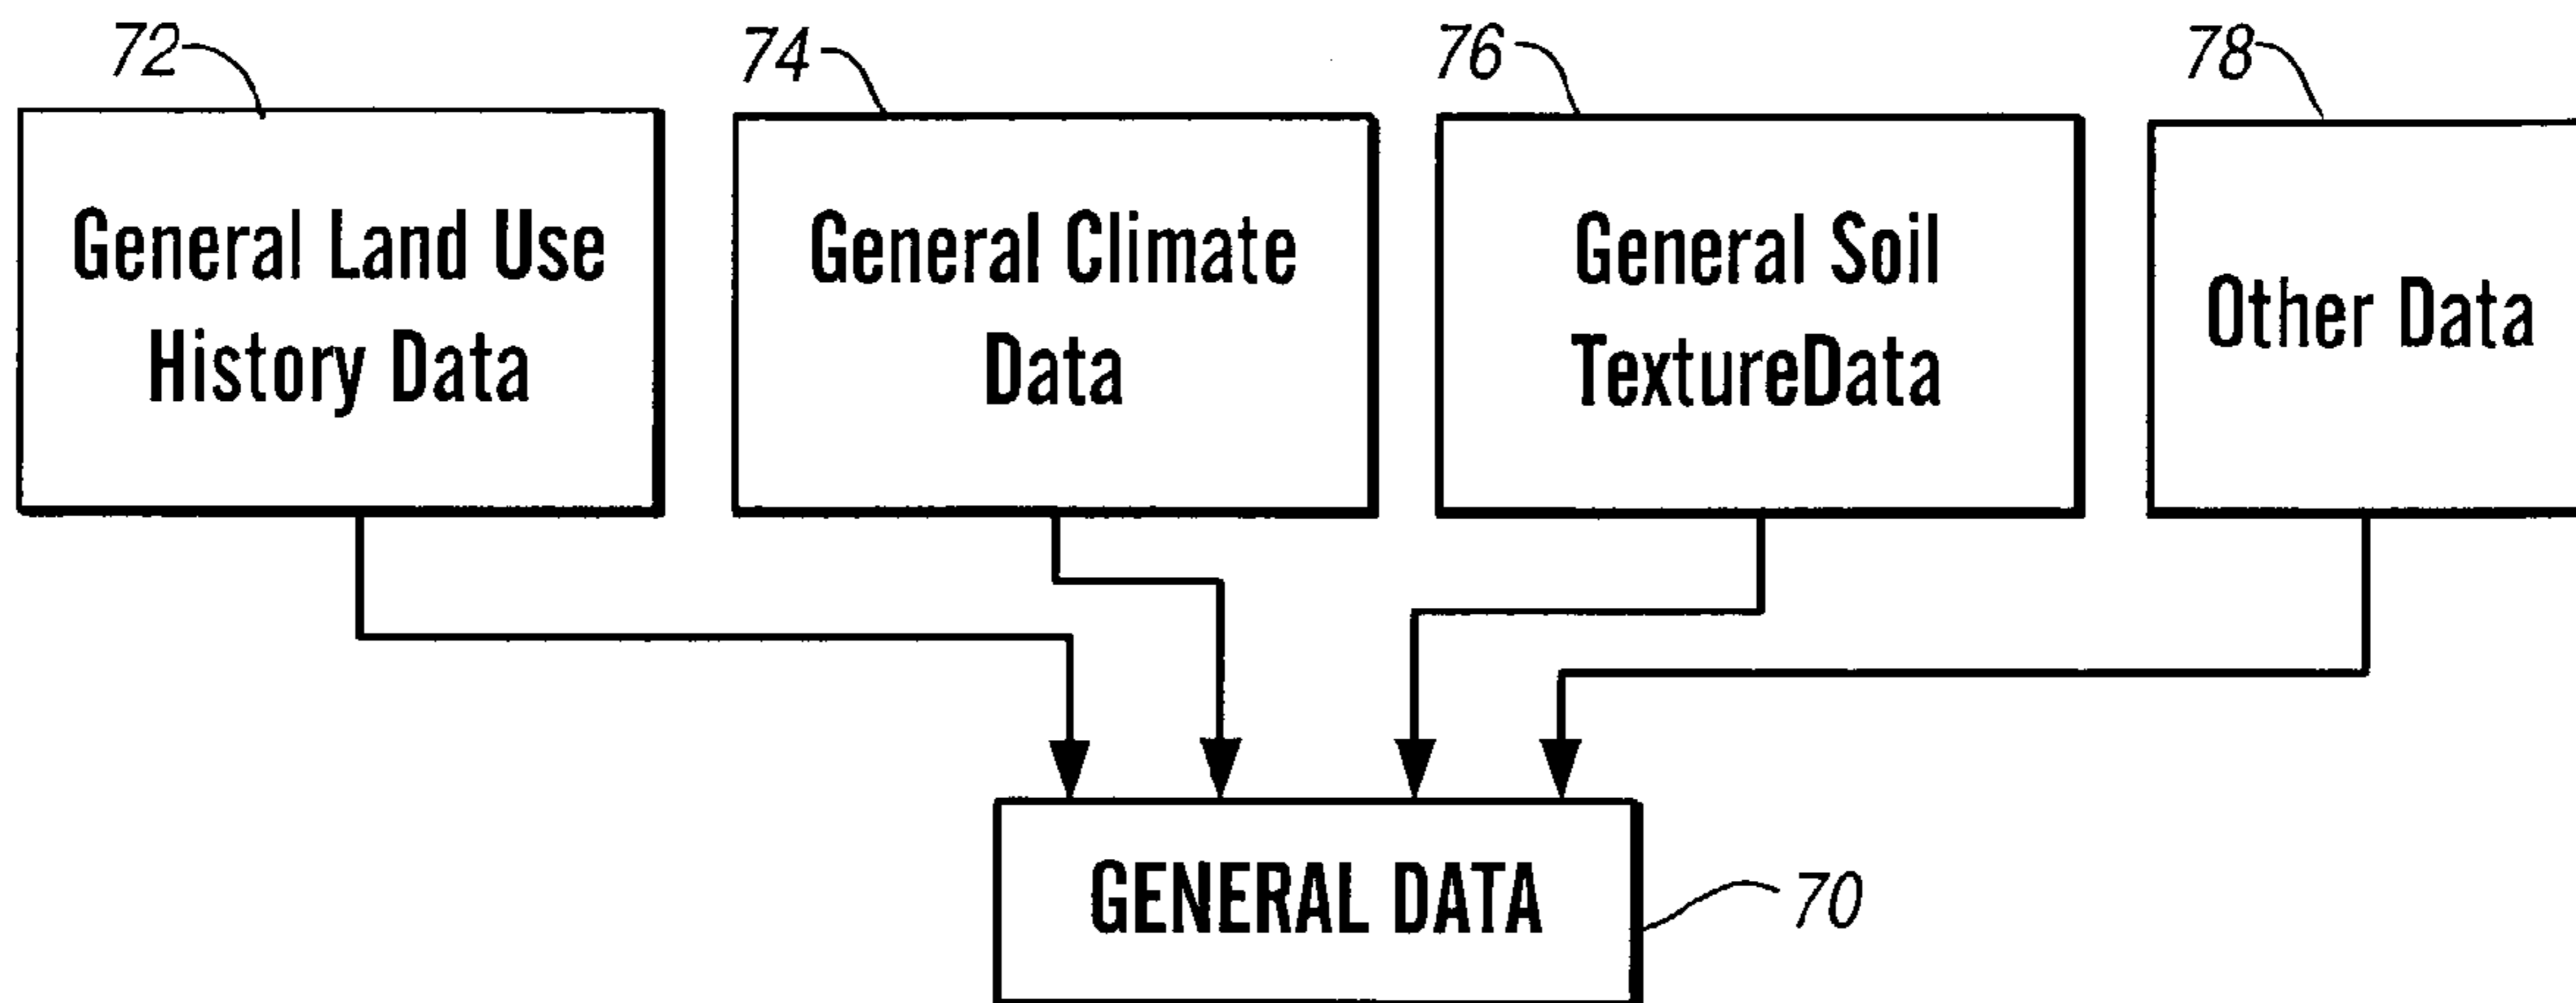 72
74
76
78
General Land Use
History Data
General Climate
Data
General Soil
TextureData
Other Data
GENERAL DATA
70